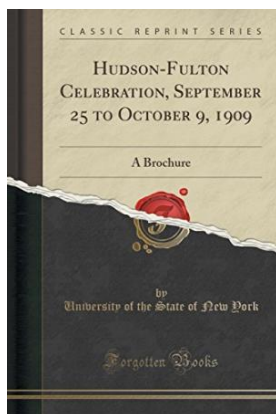 CLASSIC REPRINT SERIES
HUDSON-FULTON
CELEBRATION, SEPTEMBER
25 TO OCTOBER 9, 1909
A Brochure
by
University of the State of New York
Forgotten Books